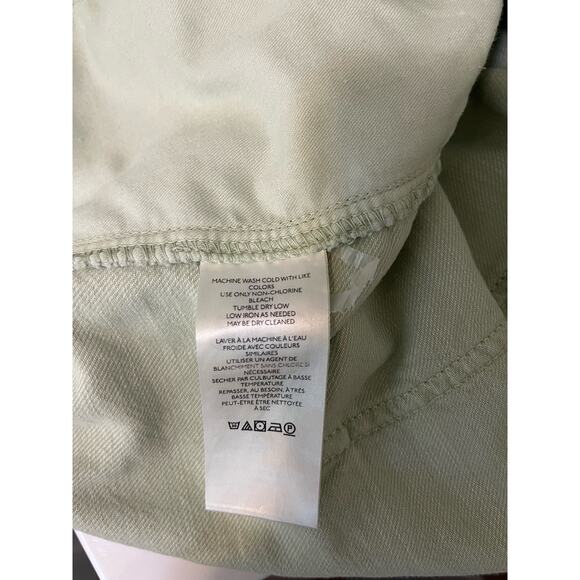 MACHINE WASH COLD WITH LIKE
COLORS
USE ONLY NON-CHLORINE
BLEACH
TUMBLE DRY LOW
LOW IRON AS NEEDED
MAY BE DRY CLEANED
LAVER À LA MACHINE À L'EAU
FROIDE AVEC COULEURS
SIMILAIRES
UTILISER UN AGENT DE
BLANCHIMENT SANS CHLORE SI
NÉCESSAIRE
SECHER PAR CULBUTAGE À BASSE
TEMPERATURE
REPASSER, AU BESOIN, À TRÈS
BASSE TEMPÉRATURE
PEUT-ÊTRE ÊTRE NETTOYÉE
À SEC